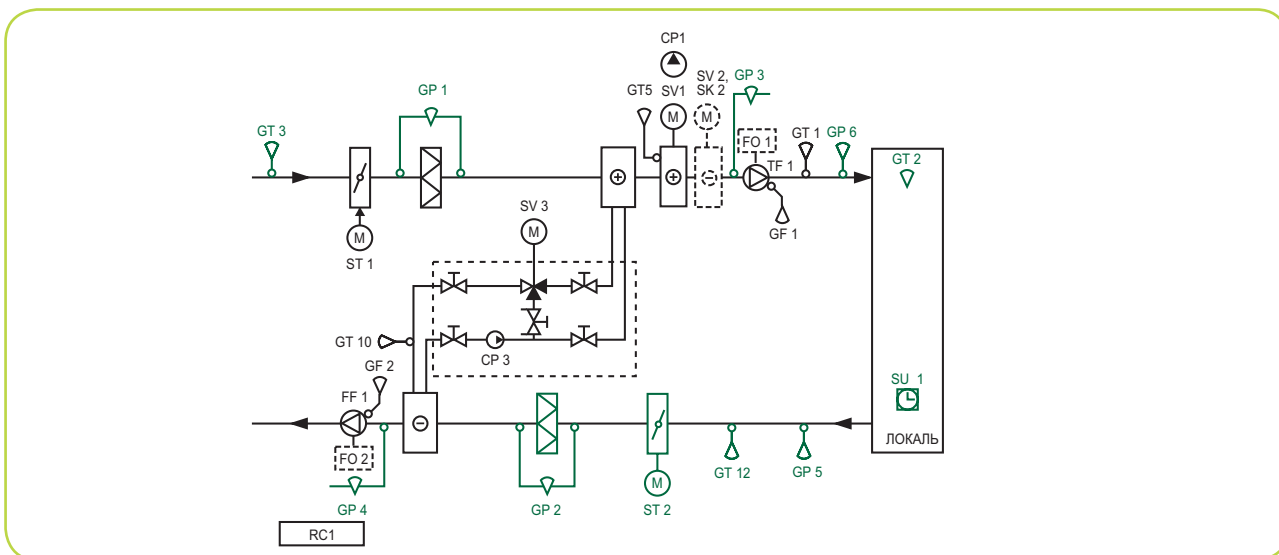 CP1
GP 1
GT5
SV1
SV 2,
SK 2
GP 3
GT 3
M
M
FO 1
GT 1
GP 6
TF 1
GT 2
M
ST 1
SV 3
M
GF 1
GT 10
CP 3
GF 2
FF 1
SU 1
FO 2
ЛОКАЛЬ
GT 12
GP 5
M
GP 4
GP 2
ST 2
RC1